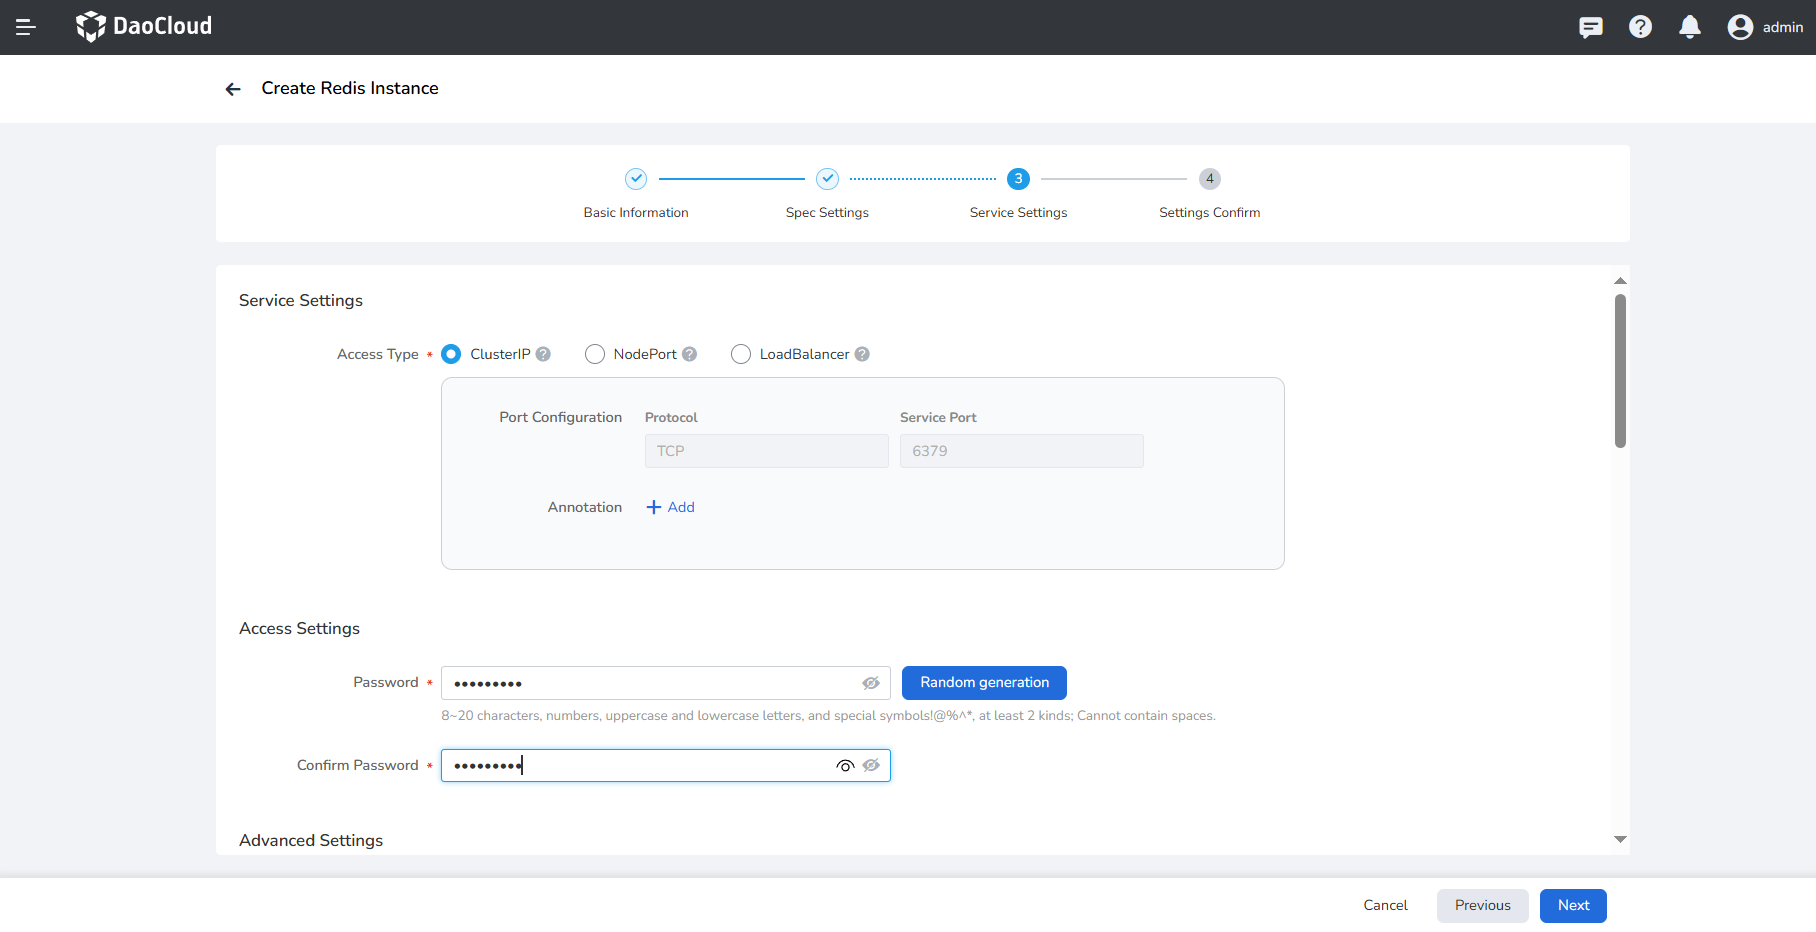 DaoCloud
admin
Create Redis Instance
3
4
Basic Information
Spec Settings
Service Settings
Settings Confirm
Service Settings
Access Type *
ClusterIP ?
NodePort ?
LoadBalancer ?
Port Configuration
Protocol
Service Port
TCP
6379
Annotation
+ Add
Access Settings
Password *
•••••••••
Random generation
8~20 characters, numbers, uppercase and lowercase letters, and special symbols!@%^*, at least 2 kinds; Cannot contain spaces.
Confirm Password *
•••••••••
Advanced Settings
Cancel
Previous
Next